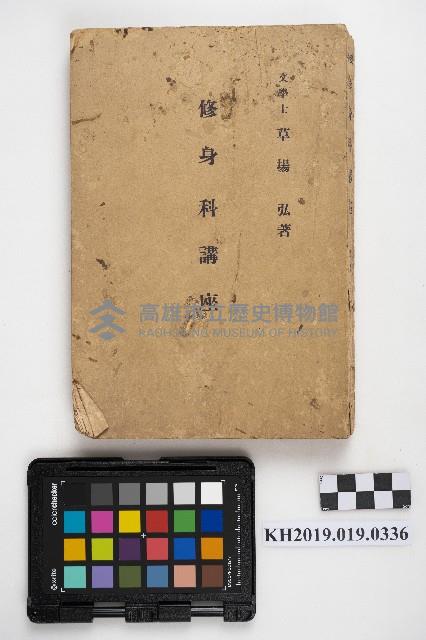 文學士 草場 弘著
修身科講座
高雄市立歷史博物館
KAOHSIUNG MUSEUM OF HISTORY
colorchecker
x-rite
KH2019.019.0336